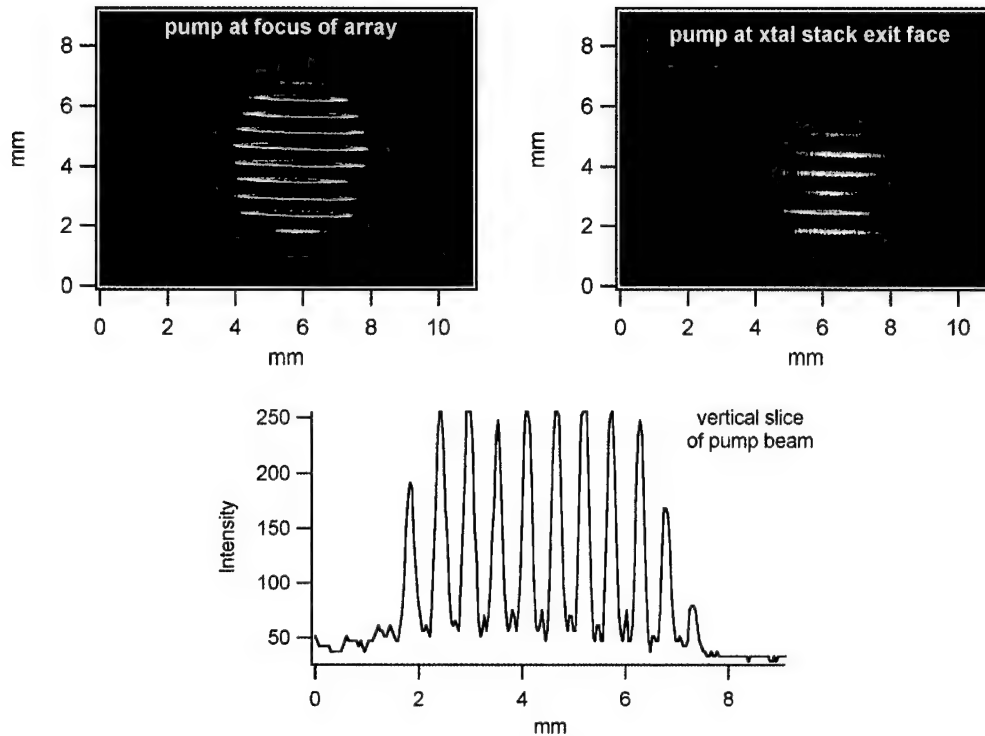 pump at focus of array
8
6
4
2
0
mm
0 2 4 6 8 10
mm
pump at xtal stack exit face
8
6
4
2
0
mm
0 2 4 6 8 10
mm
vertical slice
of pump beam
250
200
150
100
50
Intensity
0 2 4 6 8
mm